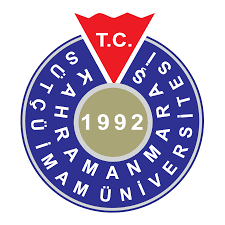 T.C.
KAHRAMANMARAŞ
SÜTÇÜ İMAM ÜNİVERSİTESİ
1992